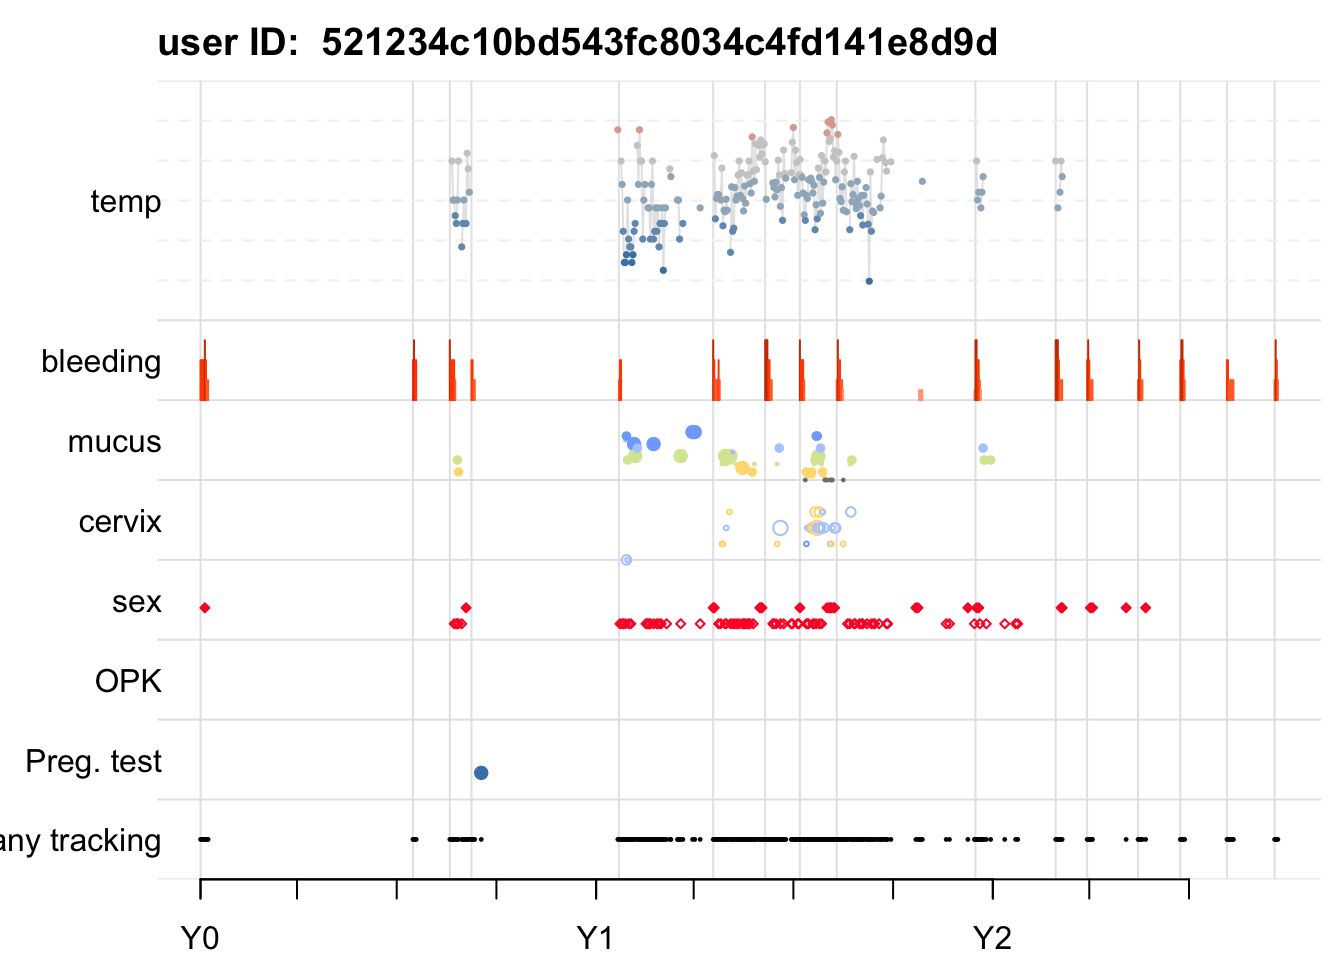 user ID:  521234c10bd543fc8034c4fd141e8d9d
temp
bleeding
mucus
cervix
sex
OPK
Preg. test
any tracking
Y0
Y1
Y2